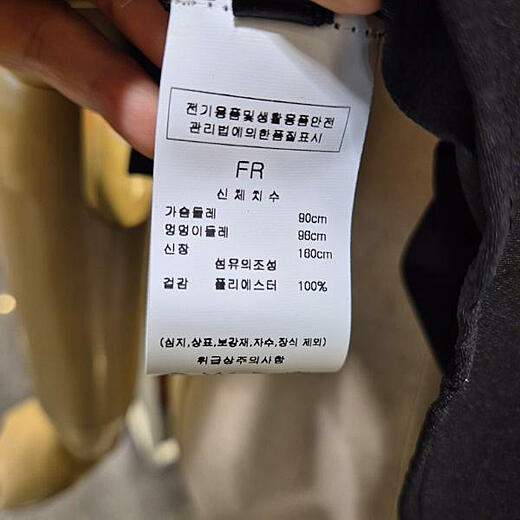 전기용품및생활용품안전
관리법에의한품질표시
FR
신체치수
가슴둘레 90cm
엉덩이둘레 98cm
신장 160cm
섬유의조성
겉감 폴리에스터 100%
(심지,상표,보강재,자수,장식 제외)
취급상주의사항